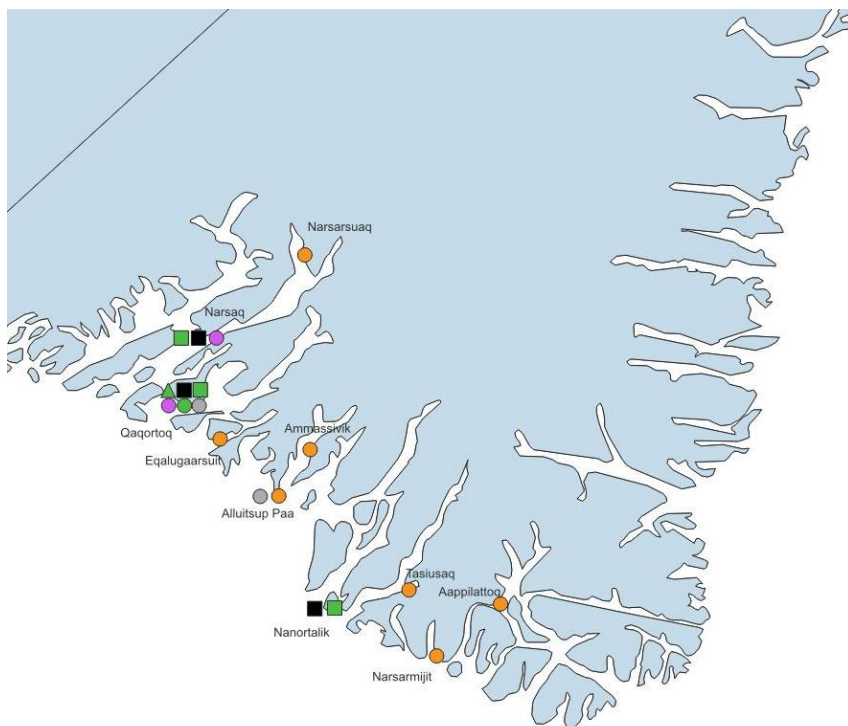 Narsarsuaq
Narsaq
Qaqortoq
Ammassivik
Eqalugaarsuit
Alluitsup Paa
Tasiusaq
Aappilattoq
Nanortalik
Narsarmijit